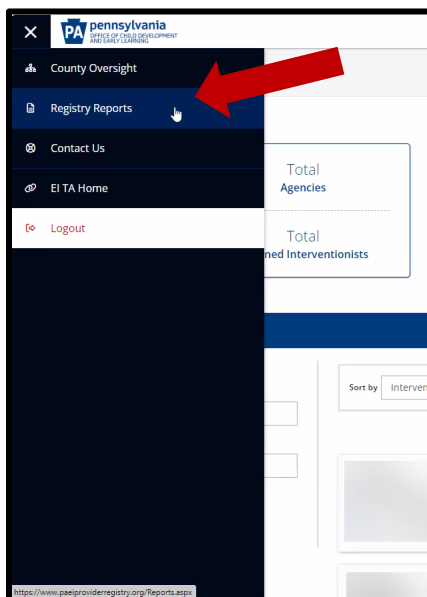 pennsylvania
OFFICE OF CHILD DEVELOPMENT
AND EARLY LEARNING
County Oversight
Registry Reports
Contact Us
EI TA Home
Logout
Total
Agencies
Total
ned Interventionists
Sort by Interven
https://www.paeiproviderregistry.org/Reports.aspx